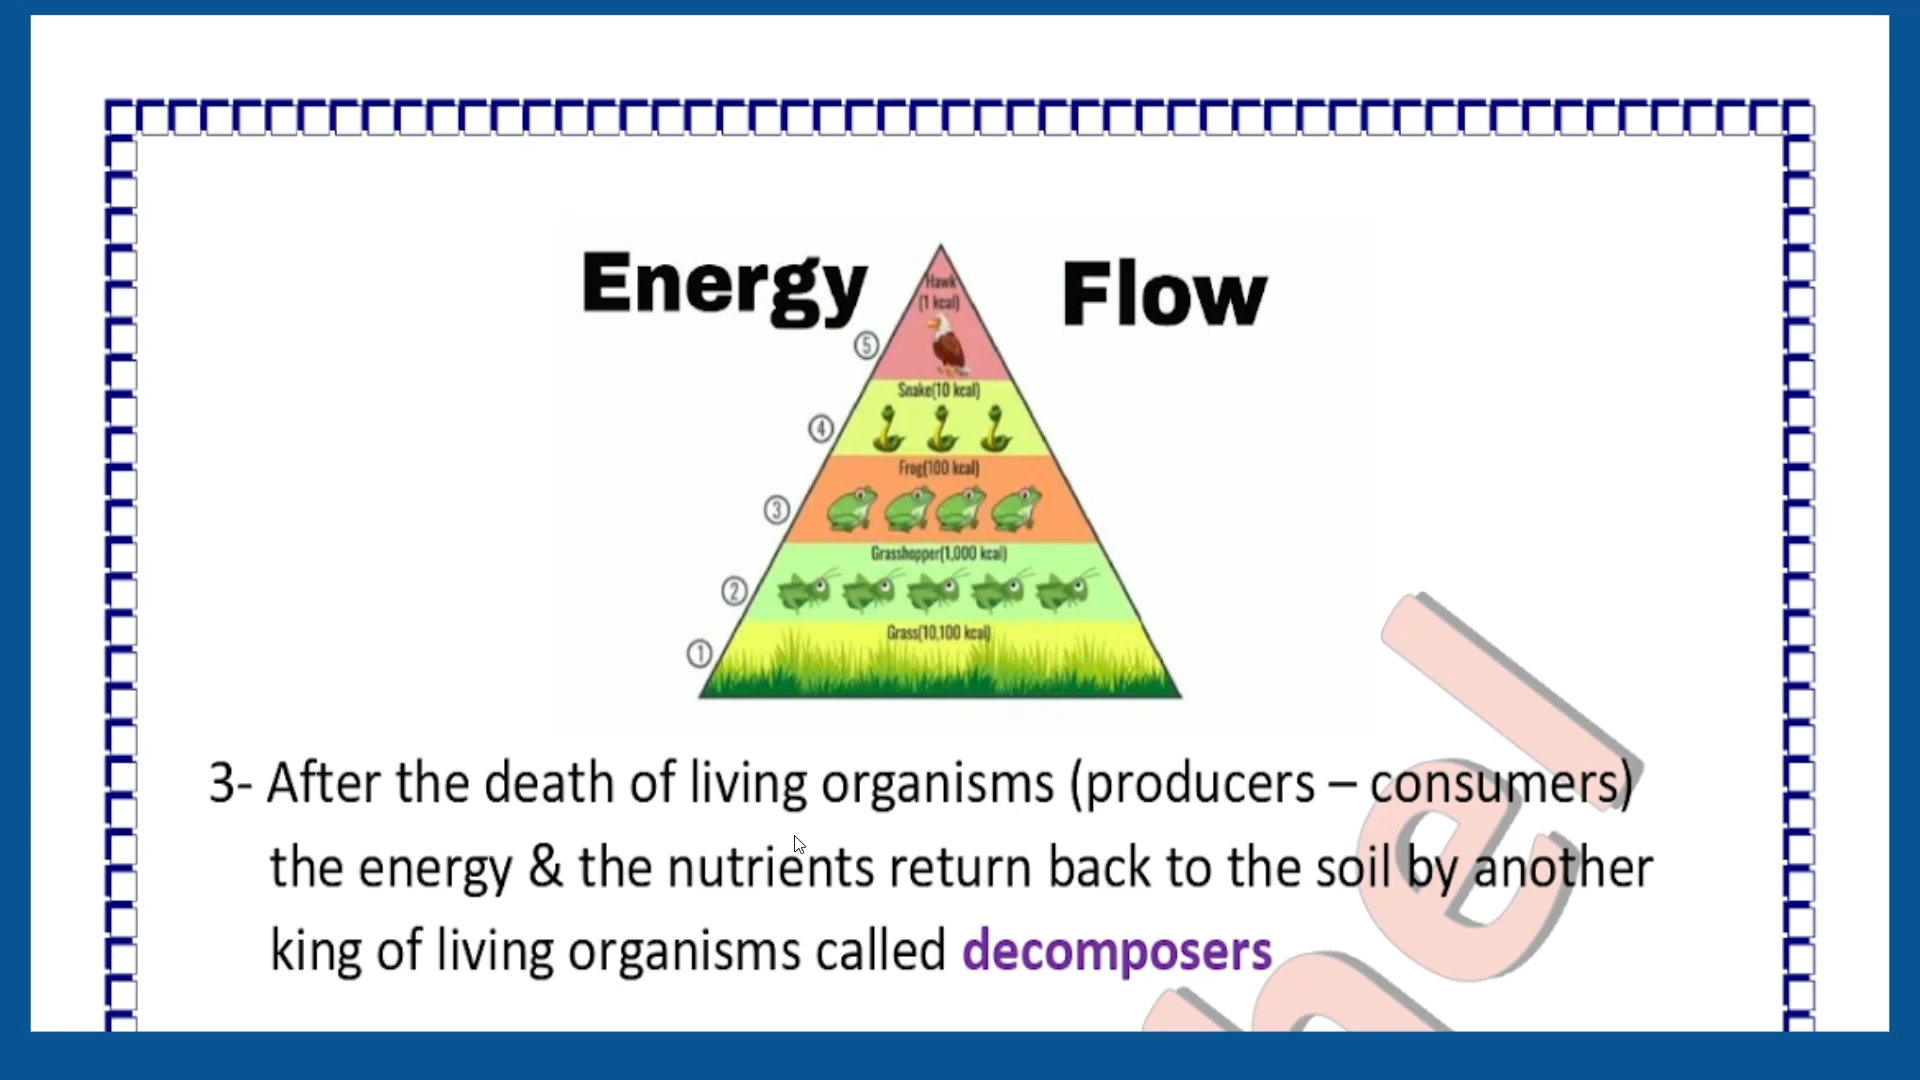 Energy Flow
Hawk
(1 kcal)
5
Snake(10 kcal)
4
Frog(100 kcal)
3
Grasshopper(1,000 kcal)
2
Grass(10,100 kcal)
1
3- After the death of living organisms (producers – consumers)
the energy & the nutrients return back to the soil by another
king of living organisms called decomposers
nel